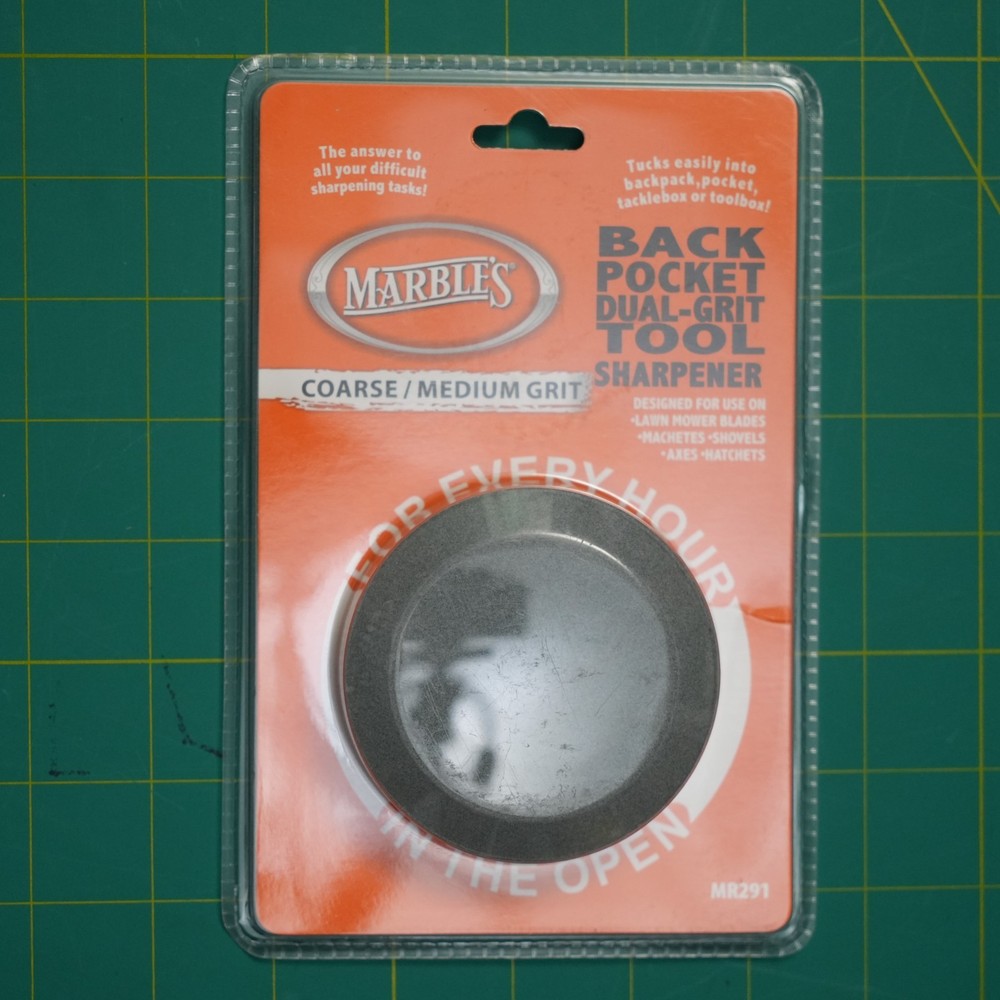 The answer to
all your difficult
sharpening tasks!
Tucks easily into
backpack, pocket,
tacklebox or toolbox!
MARBLE'S®
BACK
POCKET
DUAL-GRIT
TOOL
SHARPENER
COARSE / MEDIUM GRIT
DESIGNED FOR USE ON
•LAWN MOWER BLADES
•MACHETES •SHOVELS
•AXES •HATCHETS
FOR EVERY HOUR
IN THE OPEN
MR291